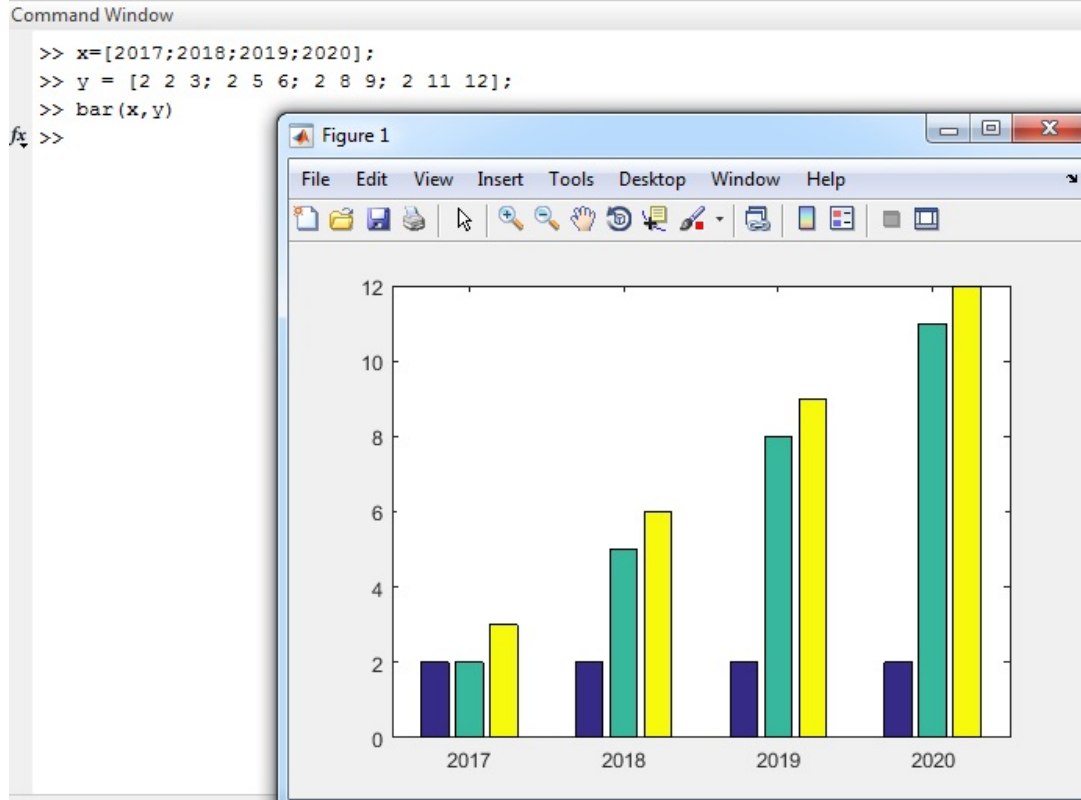 Command Window
>> x=[2017;2018;2019;2020];
>> y = [2 2 3; 2 5 6; 2 8 9; 2 11 12];
>> bar(x,y)
fx >>
Figure 1
File Edit View Insert Tools Desktop Window Help
12
10
8
6
4
2
0
2017 2018 2019 2020